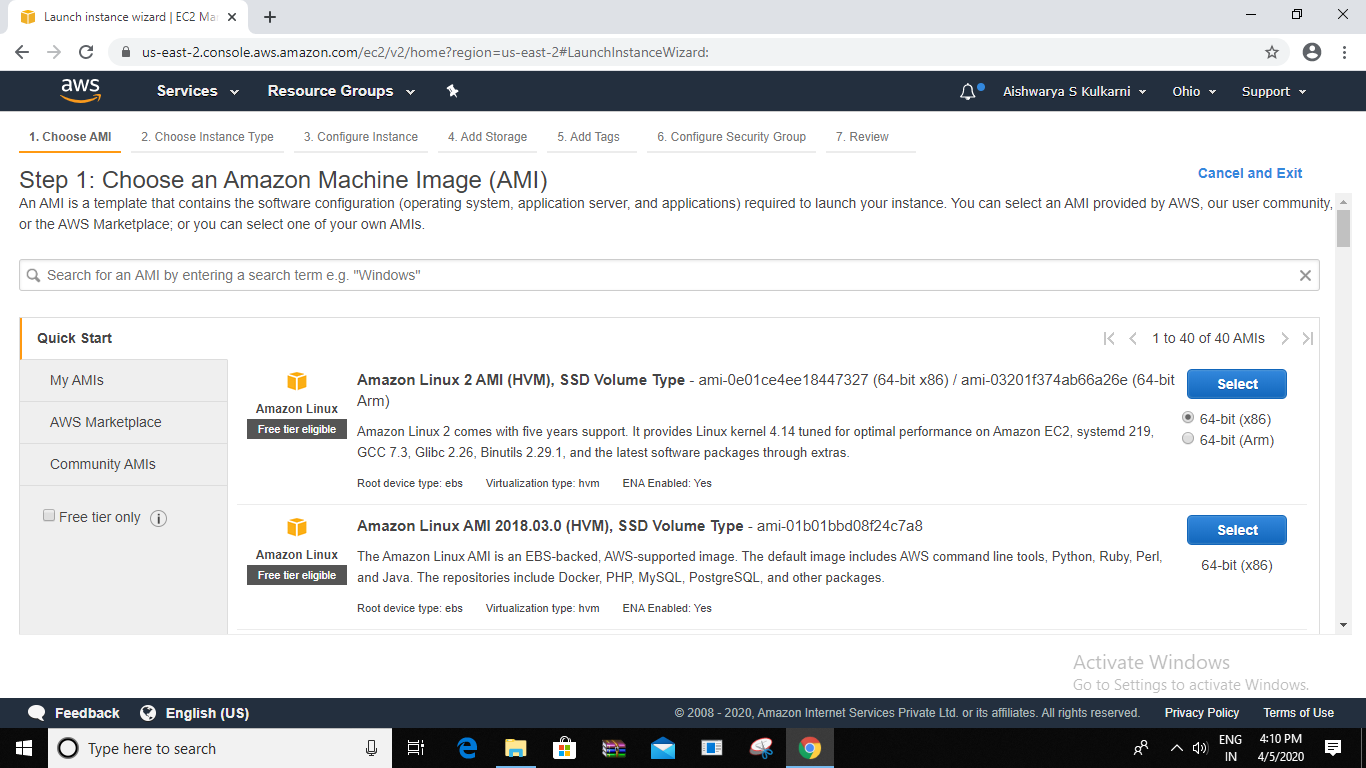 Launch instance wizard | EC2 Ma
us-east-2.console.aws.amazon.com/ec2/v2/home?region=us-east-2#LaunchInstanceWizard:
aws Services Resource Groups Aishwarya S Kulkarni Ohio Support
1. Choose AMI 2. Choose Instance Type 3. Configure Instance 4. Add Storage 5. Add Tags 6. Configure Security Group 7. Review
Step 1: Choose an Amazon Machine Image (AMI) Cancel and Exit
An AMI is a template that contains the software configuration (operating system, application server, and applications) required to launch your instance. You can select an AMI provided by AWS, our user community,
or the AWS Marketplace; or you can select one of your own AMIs.
Search for an AMI by entering a search term e.g. "Windows"
Quick Start 1 to 40 of 40 AMIs
My AMIs
AWS Marketplace
Community AMIs
Free tier only
Amazon Linux
Free tier eligible
Amazon Linux 2 AMI (HVM), SSD Volume Type - ami-0e01ce4ee18447327 (64-bit x86) / ami-03201f374ab66a26e (64-bit
Arm)
Amazon Linux 2 comes with five years support. It provides Linux kernel 4.14 tuned for optimal performance on Amazon EC2, systemd 219,
GCC 7.3, Glibc 2.26, Binutils 2.29.1, and the latest software packages through extras.
Root device type: ebs Virtualization type: hvm ENA Enabled: Yes
Select
64-bit (x86)
64-bit (Arm)
Amazon Linux
Free tier eligible
Amazon Linux AMI 2018.03.0 (HVM), SSD Volume Type - ami-01b01bbd08f24c7a8
The Amazon Linux AMI is an EBS-backed, AWS-supported image. The default image includes AWS command line tools, Python, Ruby, Perl,
and Java. The repositories include Docker, PHP, MySQL, PostgreSQL, and other packages.
Root device type: ebs Virtualization type: hvm ENA Enabled: Yes
Select
64-bit (x86)
Activate Windows
Go to Settings to activate Windows.
Feedback English (US) © 2008 - 2020, Amazon Internet Services Private Ltd. or its affiliates. All rights reserved. Privacy Policy Terms of Use
Type here to search
ENG
IN
4:10 PM
4/5/2020